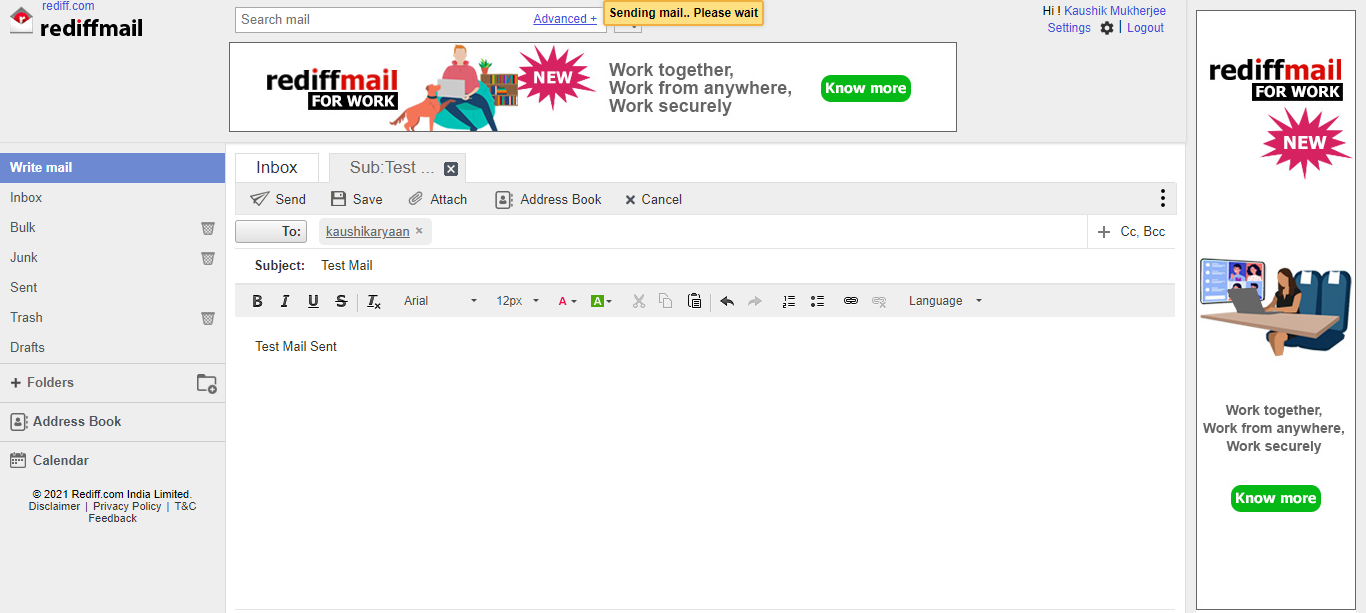 rediff.com
rediffmail
Search mail
Advanced +
Sending mail.. Please wait
Hi ! Kaushik Mukherjee
Settings | Logout
rediffmail
FOR WORK
NEW
Work together,
Work from anywhere,
Work securely
Know more
Write mail
Inbox
Bulk
Junk
Sent
Trash
Drafts
+ Folders
Address Book
Calendar
© 2021 Rediff.com India Limited.
Disclaimer | Privacy Policy | T&C
Feedback
Inbox
Sub:Test ...
Send
Save
Attach
Address Book
Cancel
To:
kaushikaryaan ×
+ Cc, Bcc
Subject: Test Mail
B I U S Tx Arial 12px A A Language
Test Mail Sent
rediffmail
FOR WORK
NEW
Work together,
Work from anywhere,
Work securely
Know more